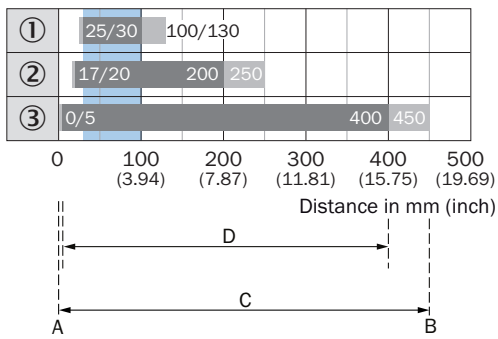 ① 25/30 100/130
② 17/20 200 250
③ 0/5 400 450
0 100 200 300 400 500
(3.94) (7.87) (11.81) (15.75) (19.69)
Distance in mm (inch)
D
C
A B